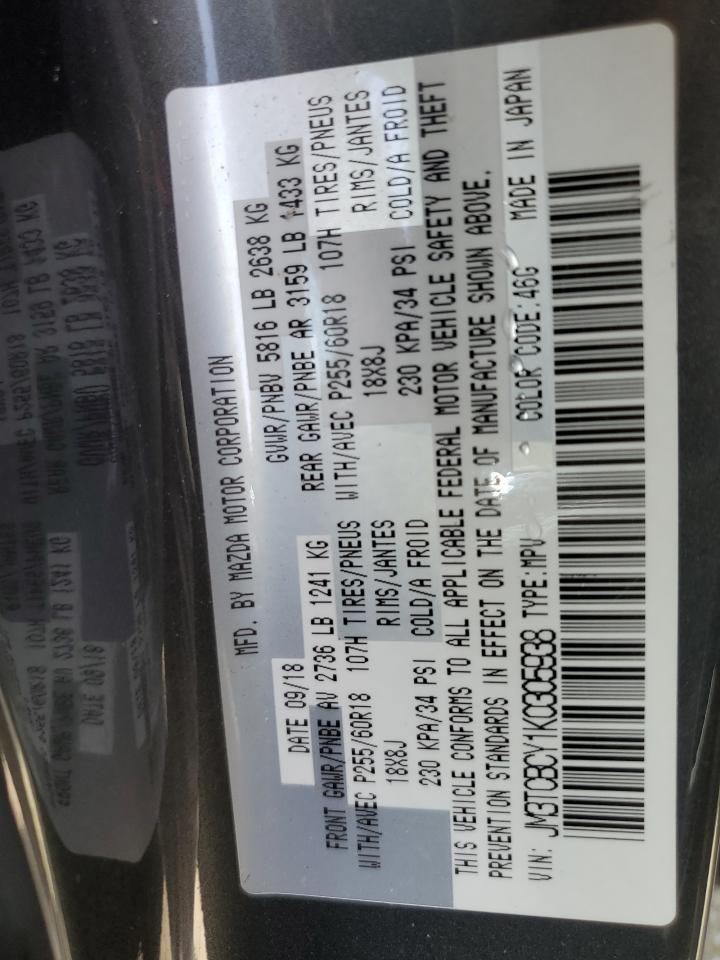 MFD. BY MAZDA MOTOR CORPORATION
DATE 09/18 GVWR/PNBV 5816 LB 2638 KG
FRONT GAWR/PNBE AV 2736 LB 1241 KG REAR GAWR/PNBE AR 3159 LB 1433 KG
WITH/AVEC P255/60R18 107H TIRES/PNEUS WITH/AVEC P255/60R18 107H TIRES/PNEUS
18X8J RIMS/JANTES 18X8J RIMS/JANTES
230 KPA/34 PSI COLD/A FROID 230 KPA/34 PSI COLD/A FROID
THIS VEHICLE CONFORMS TO ALL APPLICABLE FEDERAL MOTOR VEHICLE SAFETY AND THEFT
PREVENTION STANDARDS IN EFFECT ON THE DATE OF MANUFACTURE SHOWN ABOVE.
COLOR CODE:46G MADE IN JAPAN
VIN: JM3TCBCY1K0305938 TYPE:MPV